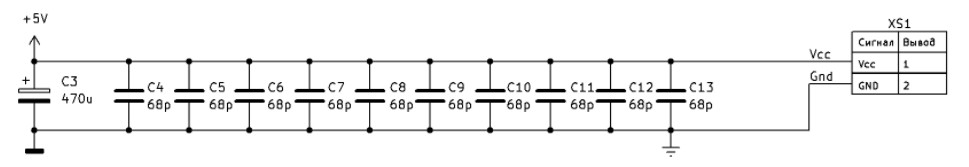 +5V
XS1
Сигнал Вывод
Vcc
Vcc 1
Gnd
GND 2
+
C3
470u
C4
68p
C5
68p
C6
68p
C7
68p
C8
68p
C9
68p
C10
68p
C11
68p
C12
68p
C13
68p